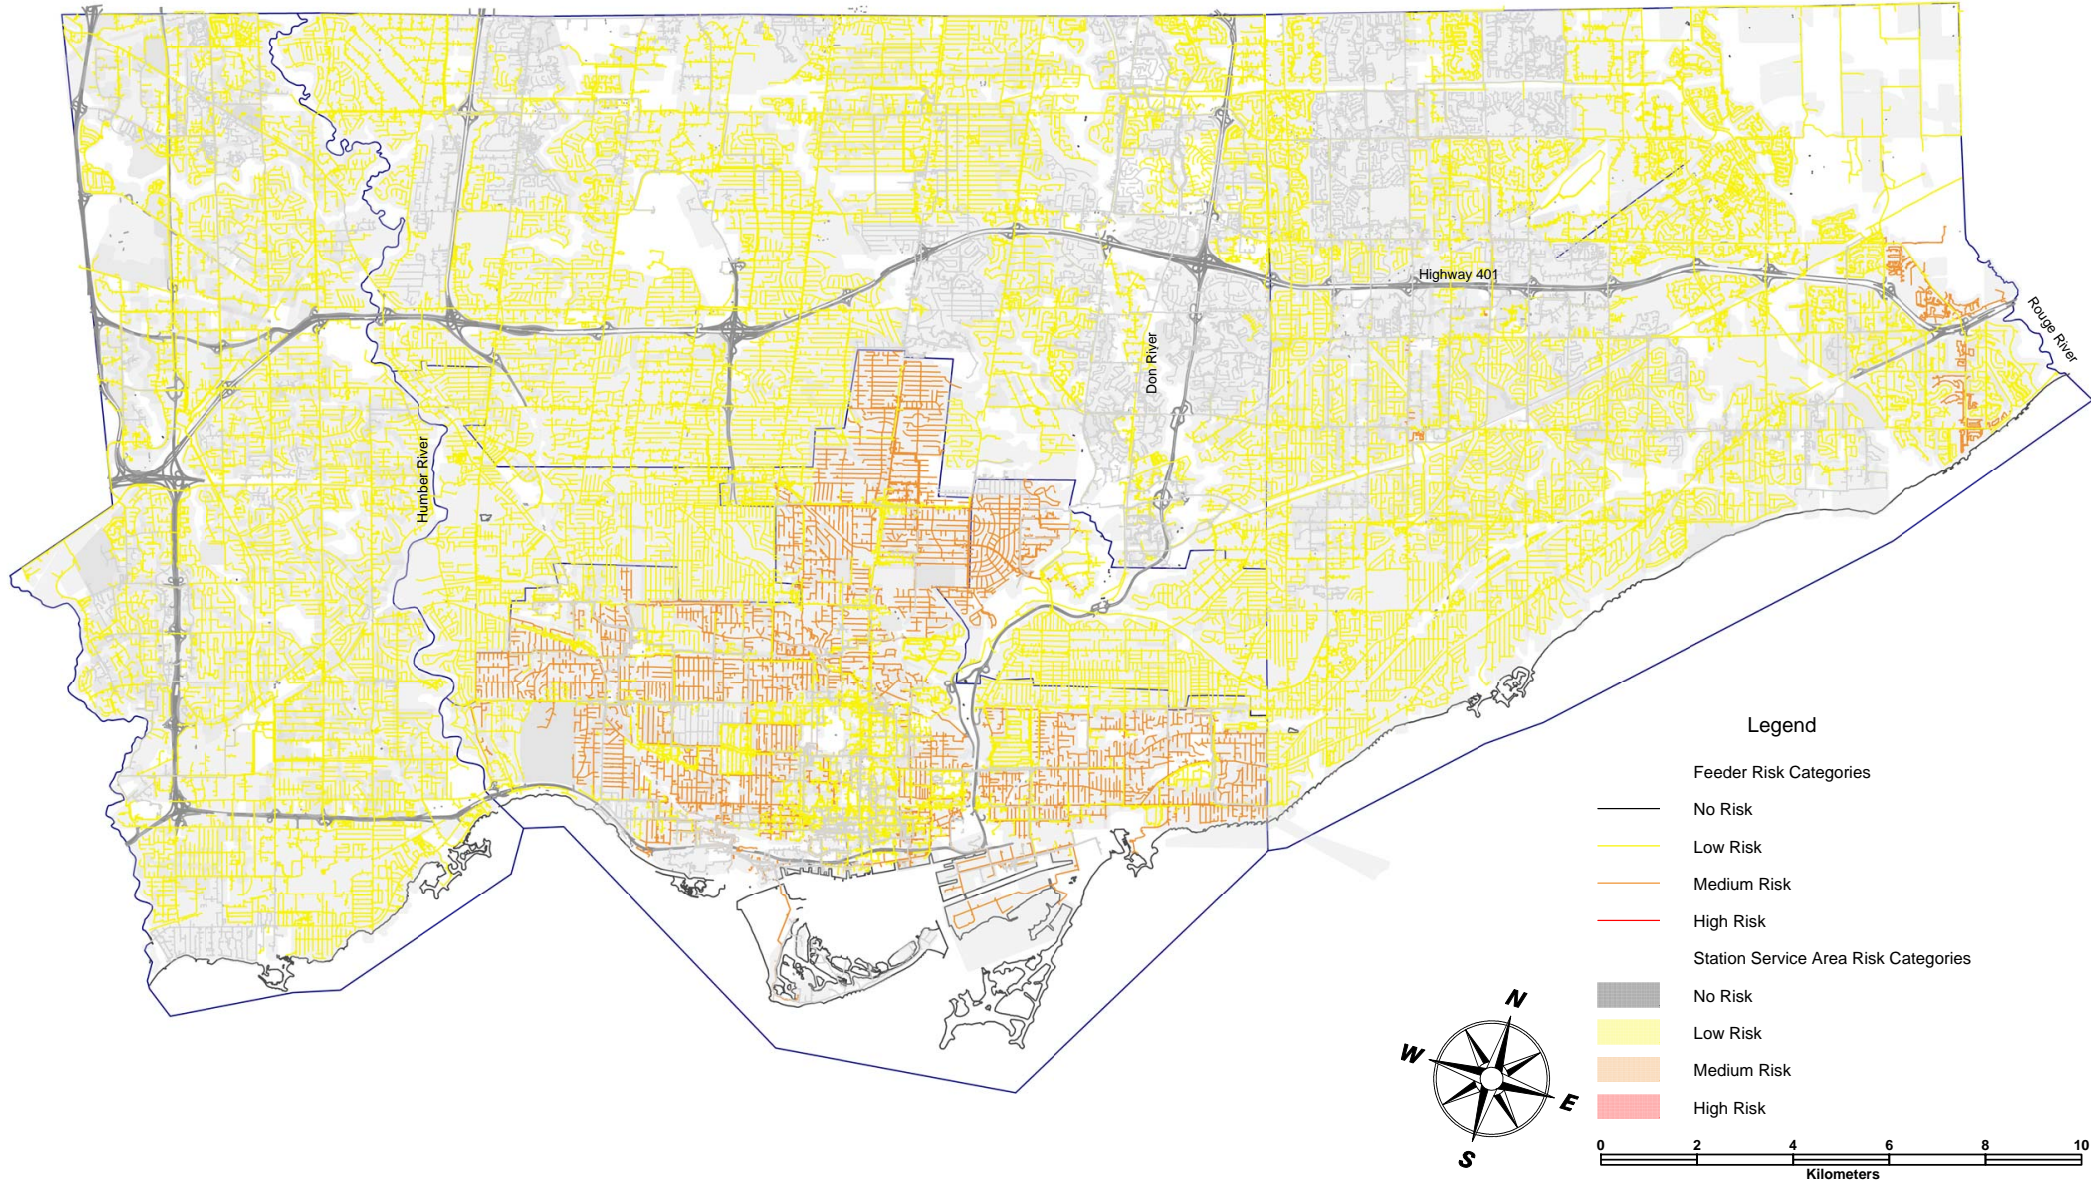 Highway 401
Rouge River
Don River
Humber River
Legend
Feeder Risk Categories
No Risk
Low Risk
Medium Risk
High Risk
Station Service Area Risk Categories
No Risk
Low Risk
Medium Risk
High Risk
N
W
E
S
0 2 4 6 8 10
Kilometers